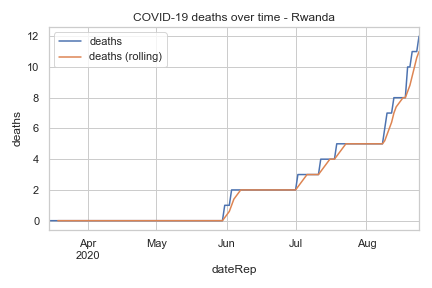 COVID-19 deaths over time - Rwanda
deaths
deaths (rolling)
12
10
8
6
4
2
0
deaths
Apr
2020
May
Jun
Jul
Aug
dateRep